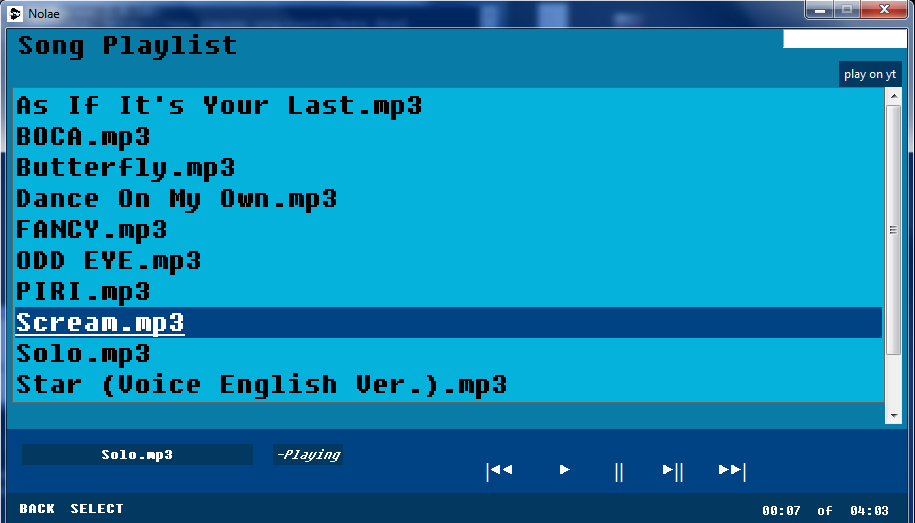 Nolae
Song Playlist
play on yt
As If It's Your Last.mp3
BOCA.mp3
Butterfly.mp3
Dance On My Own.mp3
FANCY.mp3
ODD EYE.mp3
PIRI.mp3
Scream.mp3
Solo.mp3
Star (Voice English Ver.).mp3
Solo.mp3 -Playing
BACK SELECT 00:07 of 04:03